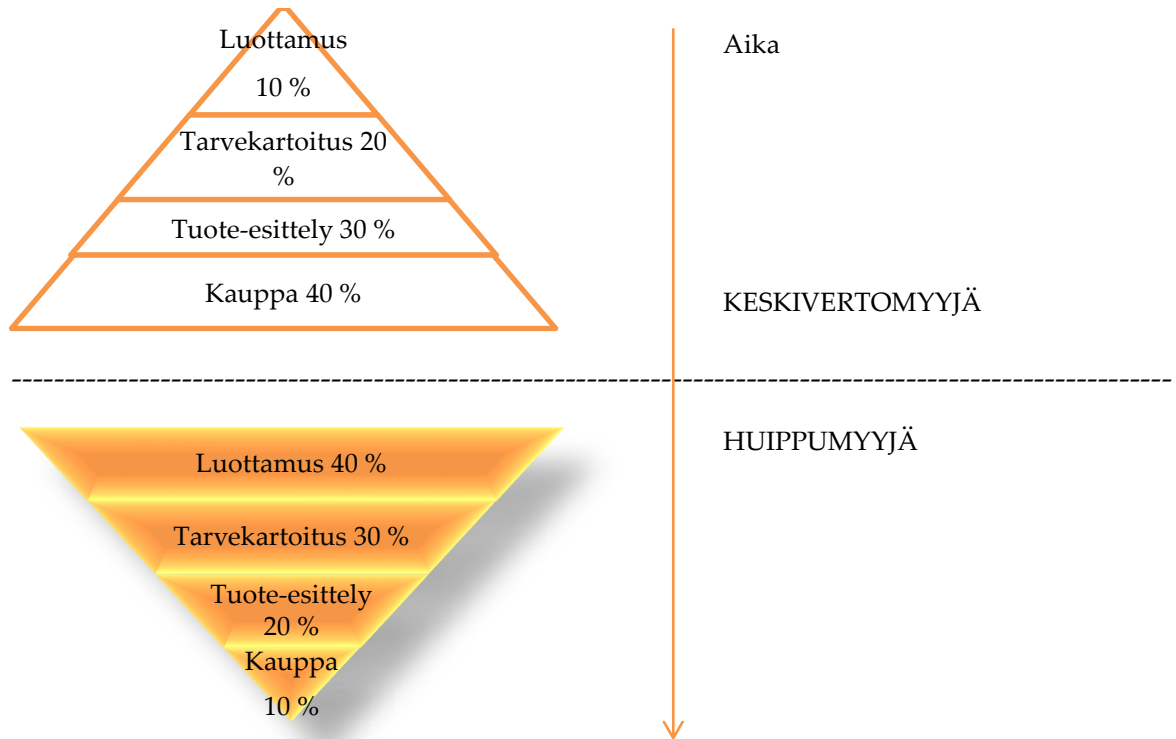 Luottamus
10 %
Tarvekartoitus 20
%
Tuote-esittely 30 %
Kauppa 40 %
Aika
KESKIVERTOMYYJÄ
HUIPPUMYYJÄ
Luottamus 40 %
Tarvekartoitus 30 %
Tuote-esittely
20 %
Kauppa
10 %